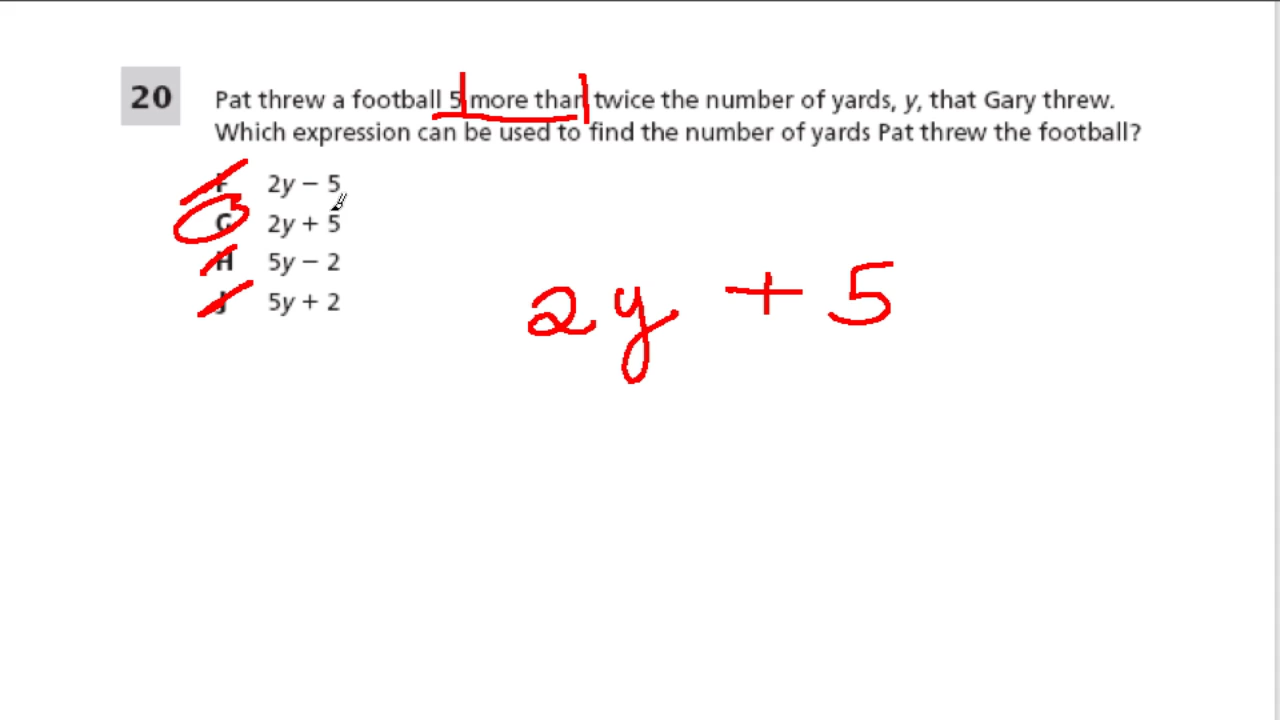 20 Pat threw a football 5 more than twice the number of yards, y, that Gary threw.
Which expression can be used to find the number of yards Pat threw the football?
F 2y − 5
G 2y + 5
H 5y − 2
J 5y + 2
2y + 5